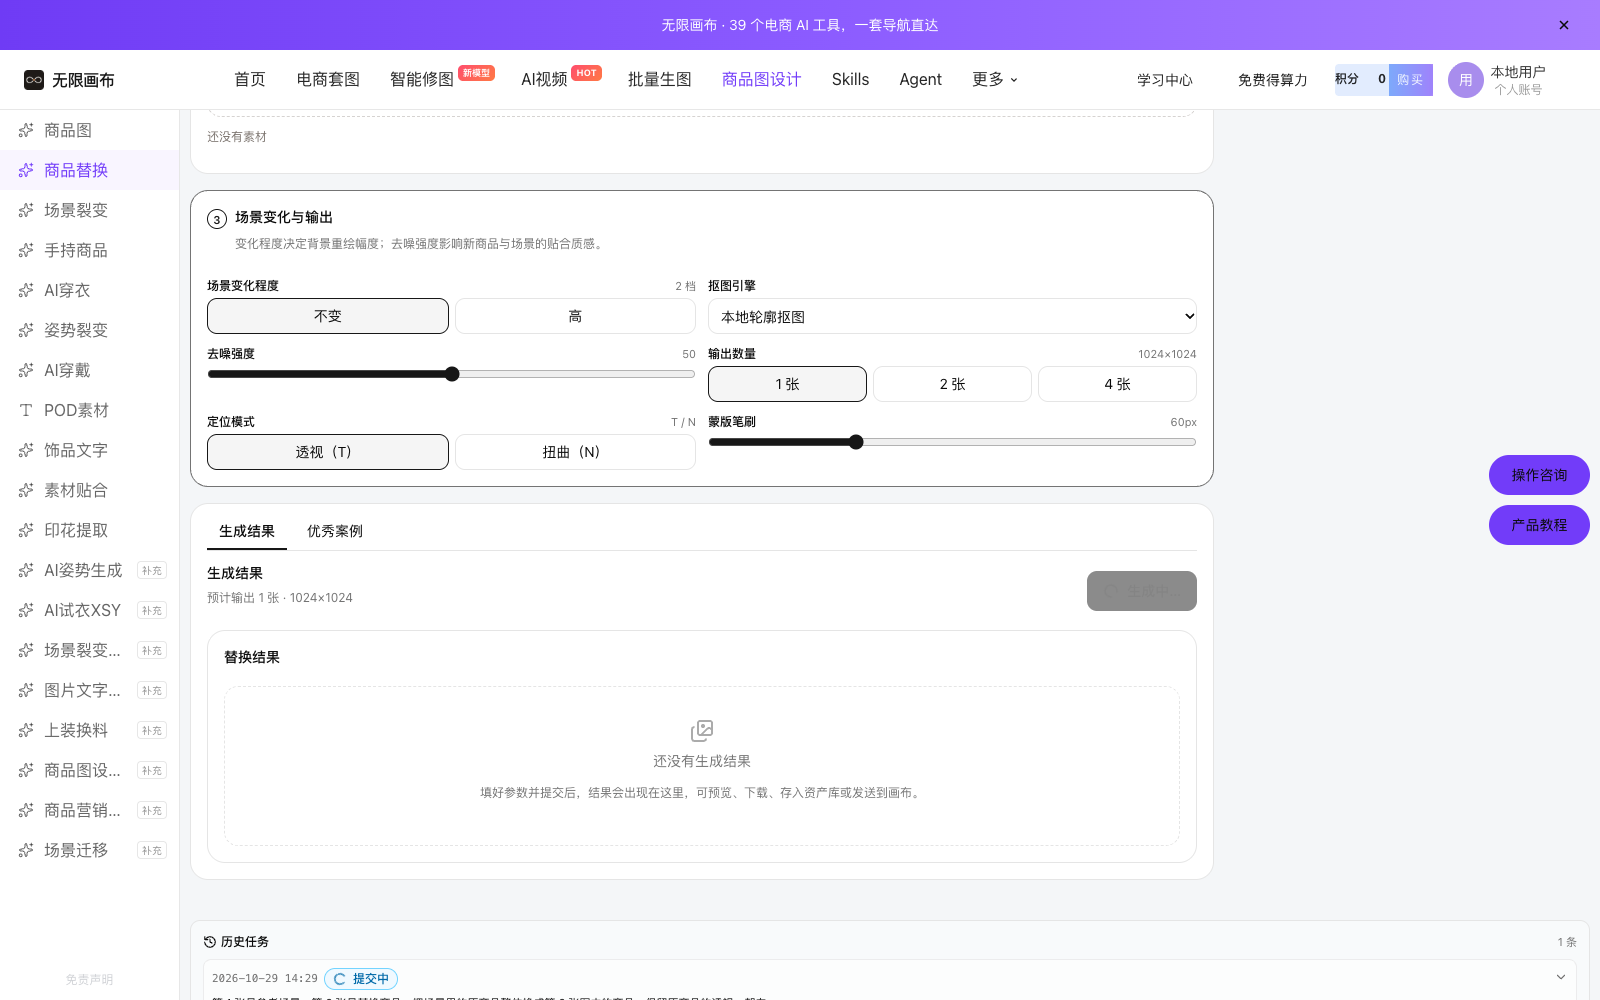 无限画布 · 39 个电商 AI 工具，一套导航直达
无限画布
首页
电商套图
智能修图
新模型
AI视频
HOT
批量生图
商品图设计
Skills
Agent
更多
学习中心
免费得算力
积分 0
购买
用
本地用户
个人账号
商品图
商品替换
场景裂变
手持商品
AI穿衣
姿势裂变
AI穿戴
POD素材
饰品文字
素材贴合
印花提取
AI姿势生成 补充
AI试衣XSY 补充
场景裂变... 补充
图片文字... 补充
上装换料 补充
商品图设... 补充
商品营销... 补充
场景迁移 补充
免责声明
还没有素材
3 场景变化与输出
变化程度决定背景重绘幅度；去噪强度影响新商品与场景的贴合质感。
场景变化程度 2 档
不变 高
抠图引擎
本地轮廓抠图
去噪强度 50
输出数量 1024×1024
1 张 2 张 4 张
定位模式 T / N
透视（T） 扭曲（N）
蒙版笔刷 60px
生成结果 优秀案例
生成结果
预计输出 1 张 · 1024×1024
生成中
替换结果
还没有生成结果
填好参数并提交后，结果会出现在这里，可预览、下载、存入资产库或发送到画布。
操作咨询
产品教程
历史任务 1 条
2026-10-29 14:29 提交中